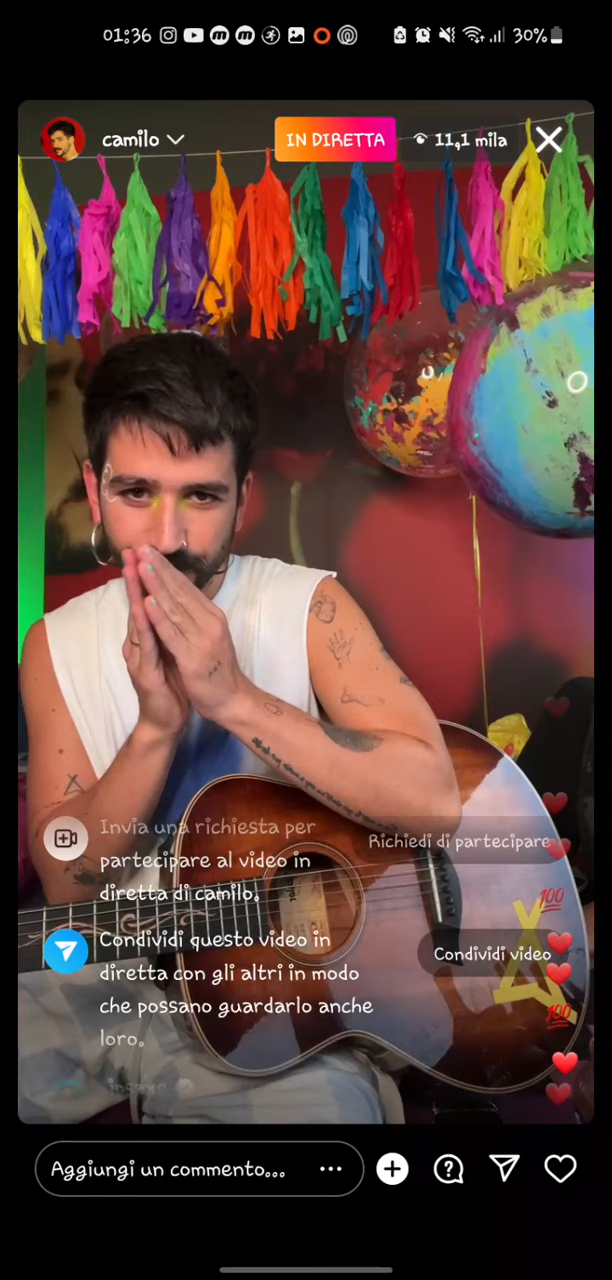 01:36
30%
camilo
IN DIRETTA
11,1 mila
Invia una richiesta per
partecipare al video in
diretta di camilo.
Richiedi di partecipare
Condividi questo video in
diretta con gli altri in modo
che possano guardarlo anche
loro.
Condividi video
100
100
Aggiungi un commento...